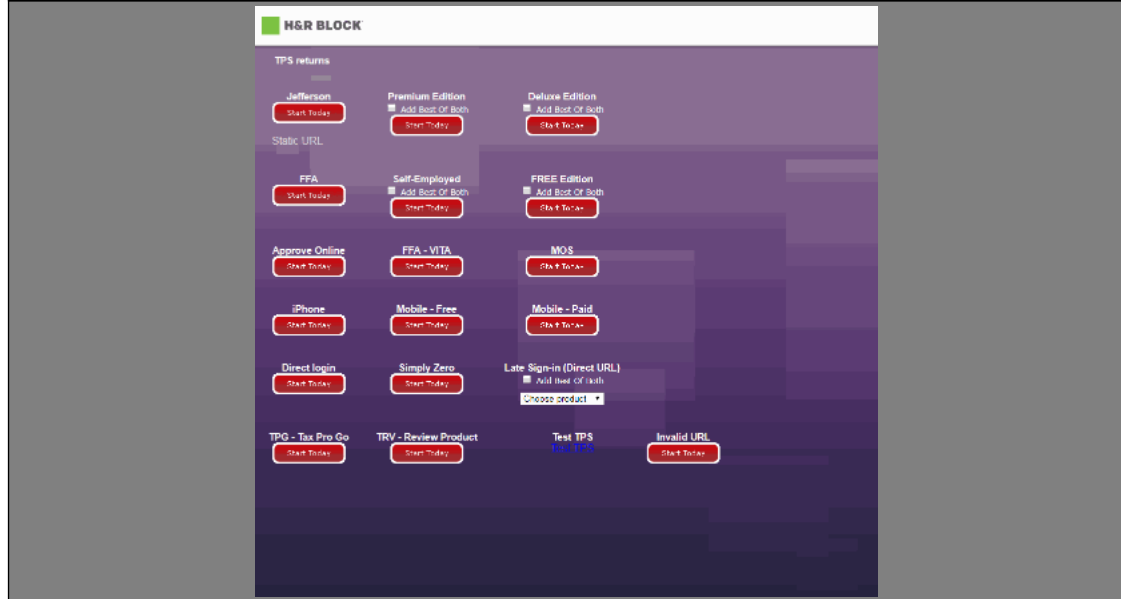 H&R BLOCK
TPS returns
Jefferson Premium Edition Deluxe Edition
Add Best Of Both Add Best Of Both
Start Today Start Today Start Today
Static URL
FFA Self-Employed FREE Edition
Add Best Of Both Add Best Of Both
Start Today Start Today Start Today
Approve Online FFA - VITA MOS
Start Today Start Today Start Today
iPhone Mobile - Free Mobile - Paid
Start Today Start Today Start Today
Direct login Simply Zero Late Sign-in (Direct URL)
Start Today Start Today Add Best Of Both
Choose product
TPG - Tax Pro Go TRV - Review Product Test TPS Invalid URL
Start Today Start Today Test TPS Start Today